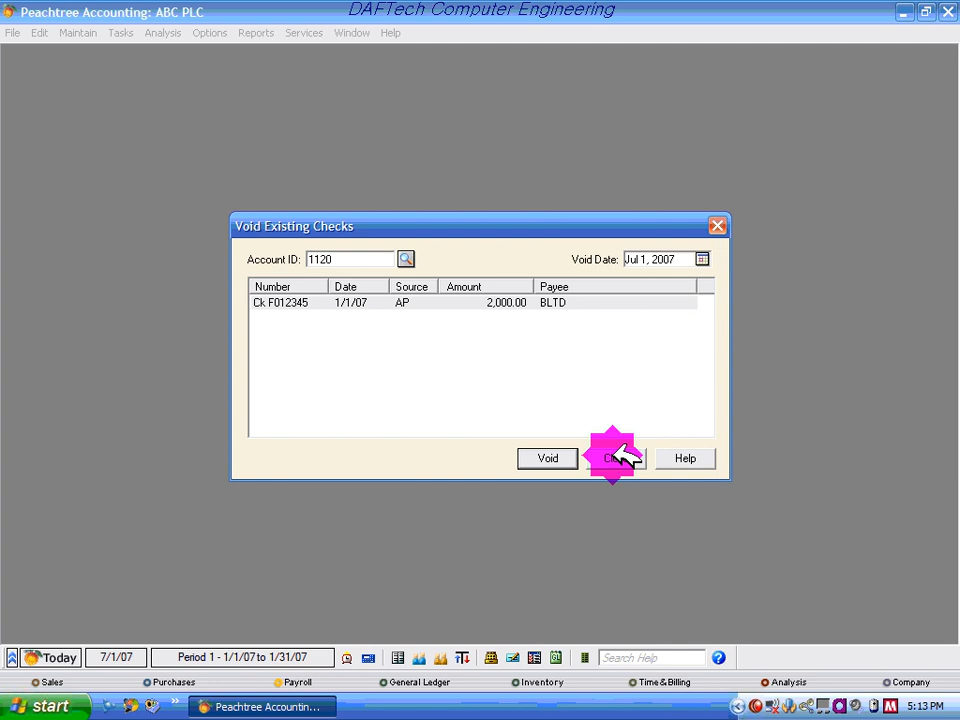 Peachtree Accounting: ABC PLC
DAFTech Computer Engineering
File Edit Maintain Tasks Analysis Options Reports Services Window Help
Void Existing Checks
Account ID: 1120 Void Date: Jul 1, 2007
Number Date Source Amount Payee
Ck F012345 1/1/07 AP 2,000.00 BLTD
Void Help
Today 7/1/07 Period 1 - 1/1/07 to 1/31/07 Search Help
Sales Purchases Payroll General Ledger Inventory Time & Billing Analysis Company
start Peachtree Accountin... 5:13 PM